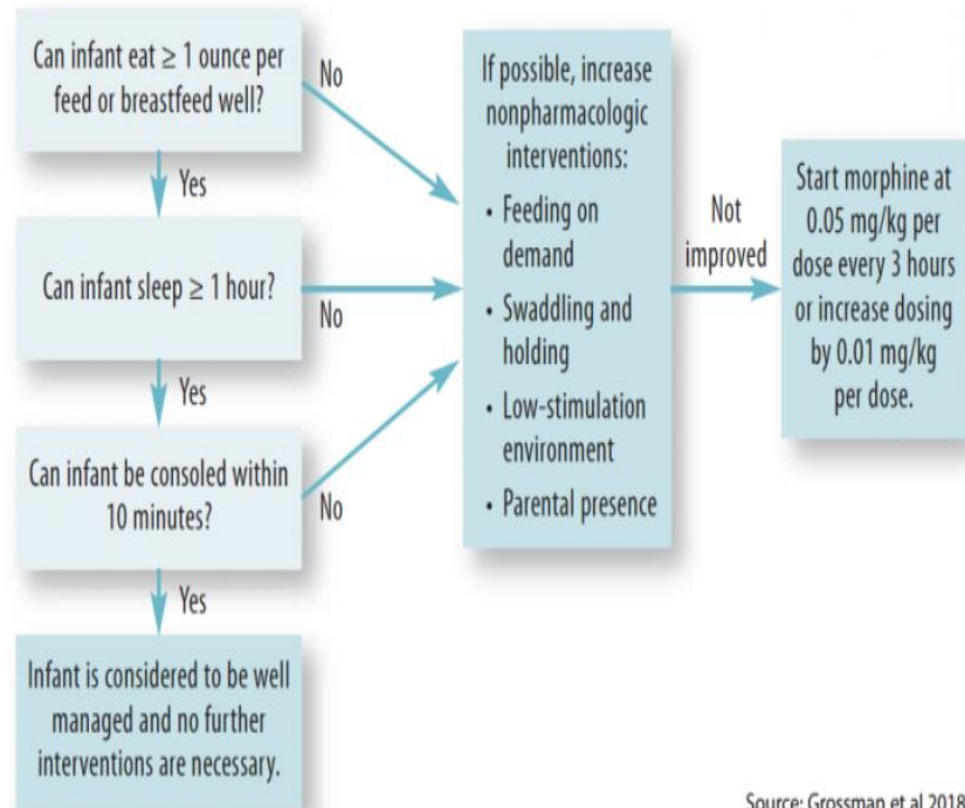 Can infant eat ≥ 1 ounce per
feed or breastfeed well?
No
Yes
Can infant sleep ≥ 1 hour?
No
Yes
Can infant be consoled within
10 minutes?
No
Yes
Infant is considered to be well
managed and no further
interventions are necessary.
If possible, increase
nonpharmacologic
interventions:
• Feeding on
demand
• Swaddling and
holding
• Low-stimulation
environment
• Parental presence
Not
improved
Start morphine at
0.05 mg/kg per
dose every 3 hours
or increase dosing
by 0.01 mg/kg
per dose.
Source: Grossman et al 2018